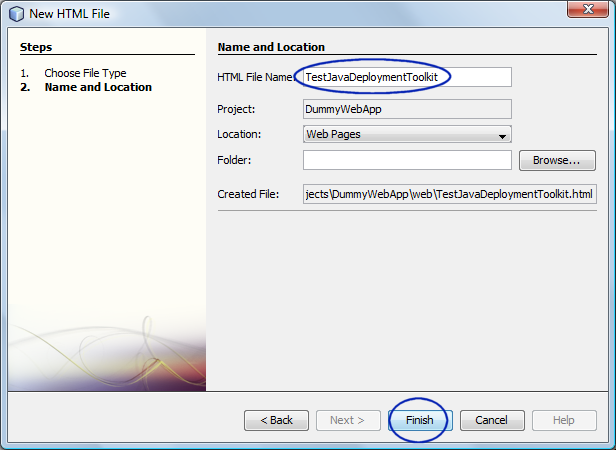 New HTML File
Steps
1. Choose File Type
2. Name and Location
Name and Location
HTML File Name: TestJavaDeploymentToolkit
Project: DummyWebApp
Location: Web Pages
Folder: Browse...
Created File: jects\DummyWebApp\web\TestJavaDeploymentToolkit.html
< Back Next > Finish Cancel Help